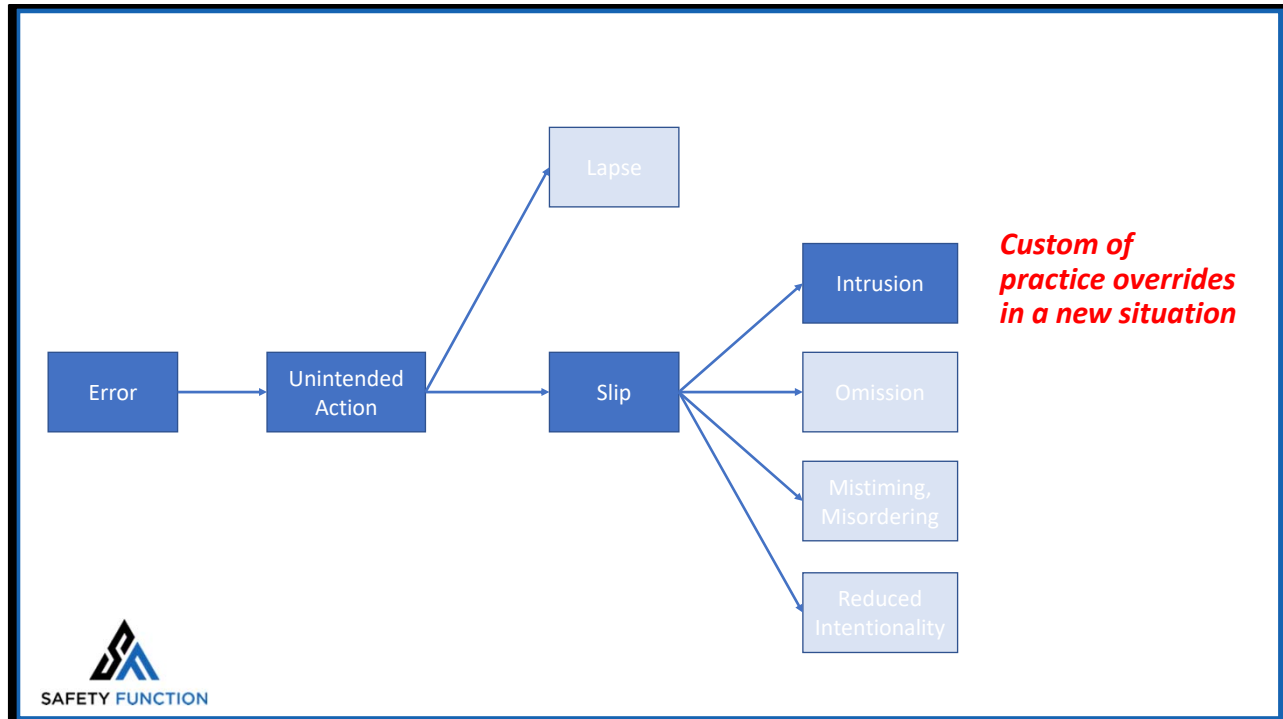 Lapse
Custom of
practice overrides
in a new situation
Intrusion
Error
Unintended
Action
Slip
Omission
Mistiming,
Misordering
Reduced
Intentionality
SAFETY FUNCTION